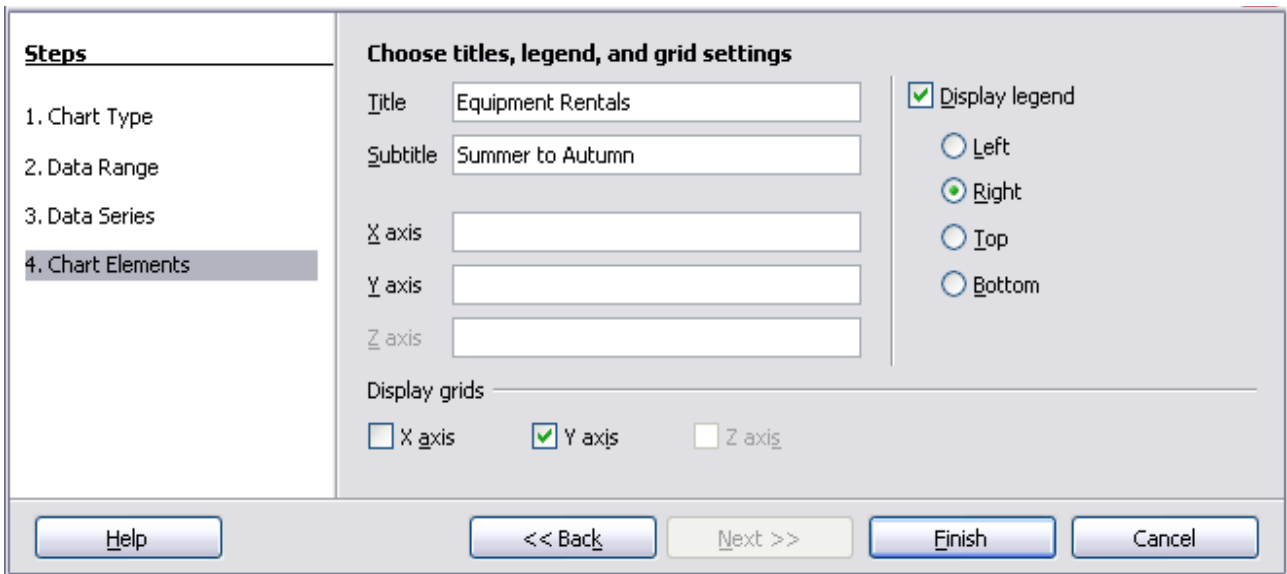 Steps
1. Chart Type
2. Data Range
3. Data Series
4. Chart Elements
Choose titles, legend, and grid settings
Title Equipment Rentals
Subtitle Summer to Autumn
X axis
Y axis
Z axis
Display legend
Left
Right
Top
Bottom
Display grids
X axis Y axis Z axis
Help << Back Next >> Finish Cancel